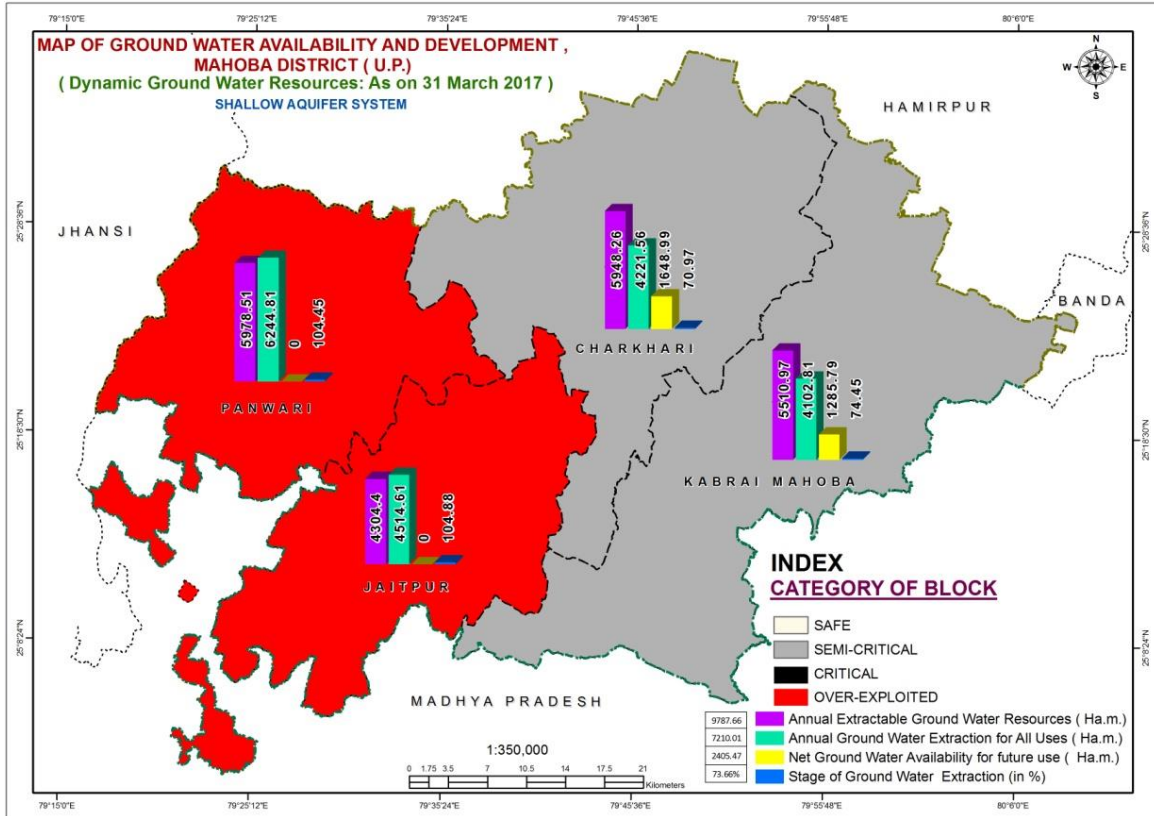 79°15'0"E 79°25'12"E 79°35'24"E 79°45'36"E 79°55'48"E 80°6'0"E
MAP OF GROUND WATER AVAILABILITY AND DEVELOPMENT ,
MAHOBA DISTRICT ( U.P.)
( Dynamic Ground Water Resources: As on 31 March 2017 )
SHALLOW AQUIFER SYSTEM
N
W E
S
HAMIRPUR
JHANSI
BANDA
MADHYA PRADESH
25°28'36"N
25°18'30"N
25°8'24"N
25°28'36"N
25°18'30"N
25°8'24"N
5978.51
6244.81
0
104.45
PANWARI
5948.26
4221.56
1648.99
70.97
CHARKHARI
5510.97
4102.81
1285.79
74.45
KABRAI MAHOBA
4304.4
4514.61
0
104.88
JAITPUR
INDEX
CATEGORY OF BLOCK
SAFE
SEMI-CRITICAL
CRITICAL
OVER-EXPLOITED
9787.66 Annual Extractable Ground Water Resources ( Ha.m.)
7210.01 Annual Ground Water Extraction for All Uses ( Ha.m.)
2405.47 Net Ground Water Availability for future use ( Ha.m.)
73.66% Stage of Ground Water Extraction (in %)
1:350,000
0 1.75 3.5 7 10.5 14 17.5 21
Kilometers
79°15'0"E 79°25'12"E 79°35'24"E 79°45'36"E 79°55'48"E 80°6'0"E